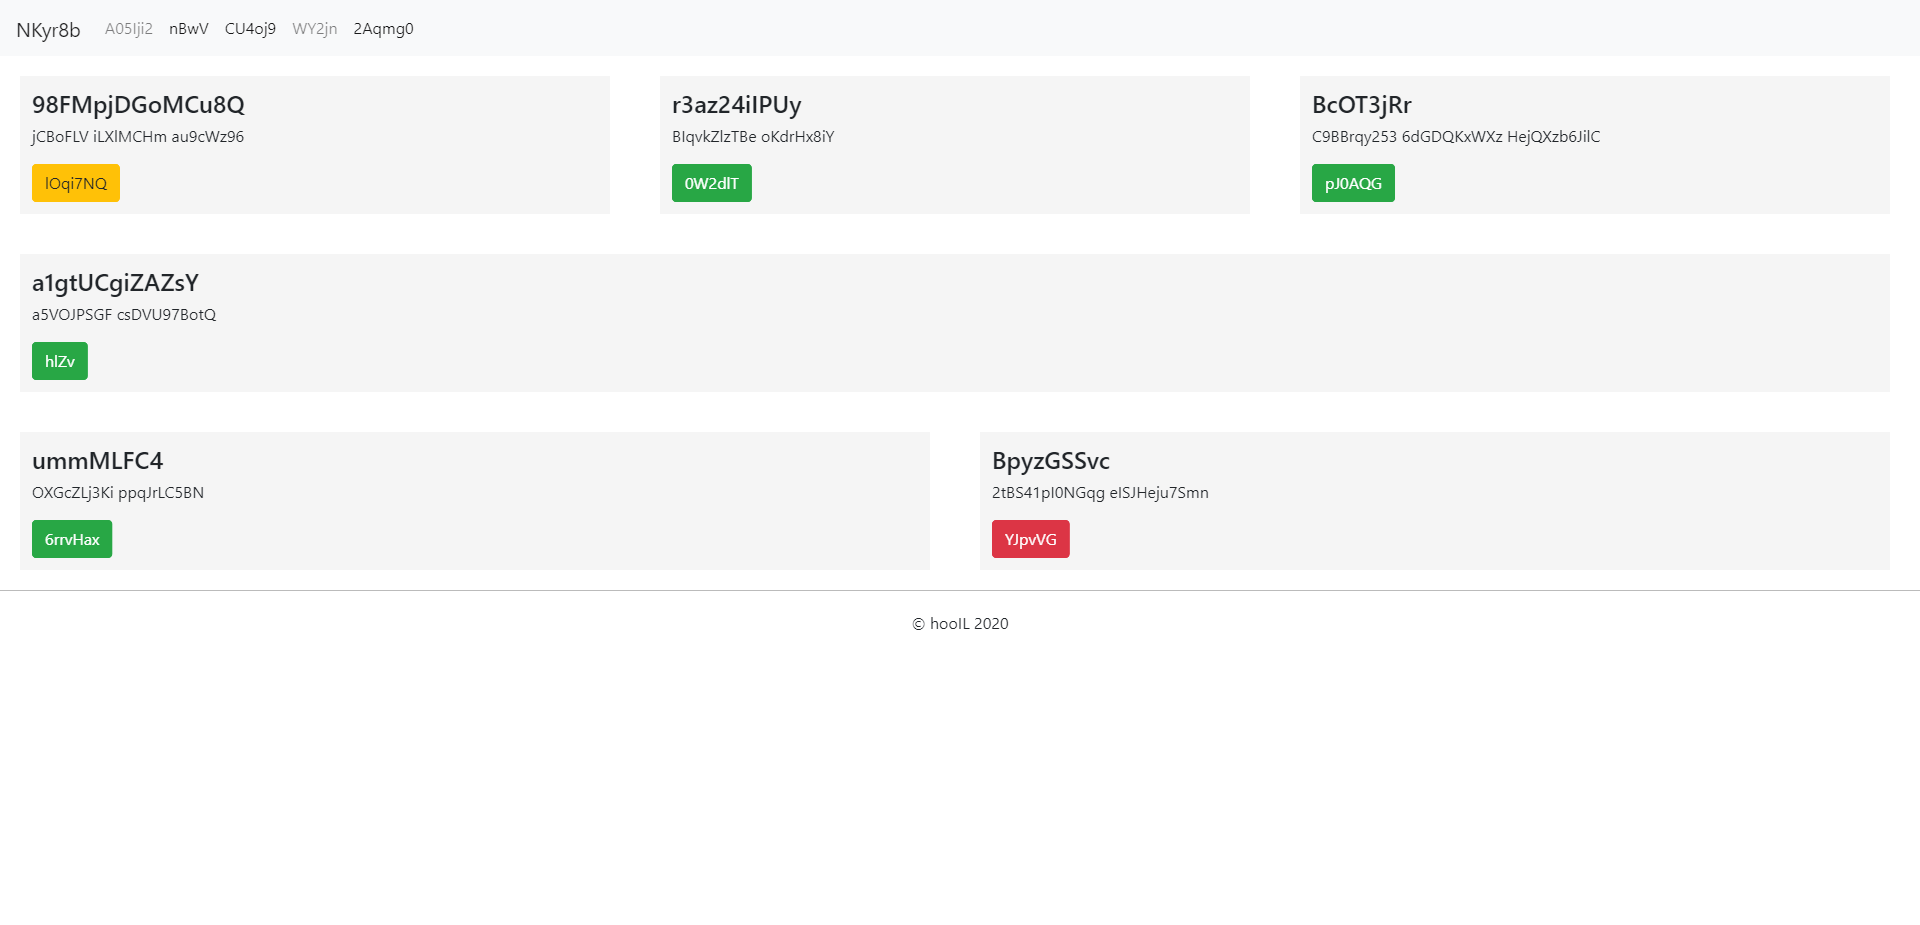 NKyr8b A05Iji2 nBwV CU4oj9 WY2jn 2Aqmg0
98FMpjDGoMCu8Q
jCBoFLV iLXlMCHm au9cWz96
lOqi7NQ
r3az24iIPUy
BIqvkZlzTBe oKdrHx8iY
0W2dlT
BcOT3jRr
C9BBrqy253 6dGDQKxWXz HejQXzb6JilC
pJ0AQG
a1gtUCgiZAZsY
a5VOJPSGF csDVU97BotQ
hlZv
ummMLFC4
OXGcZLj3Ki ppqJrLC5BN
6rrvHax
BpyzGSSvc
2tBS41pI0NGqg eISJHeju7Smn
YJpvVG
© hooIL 2020